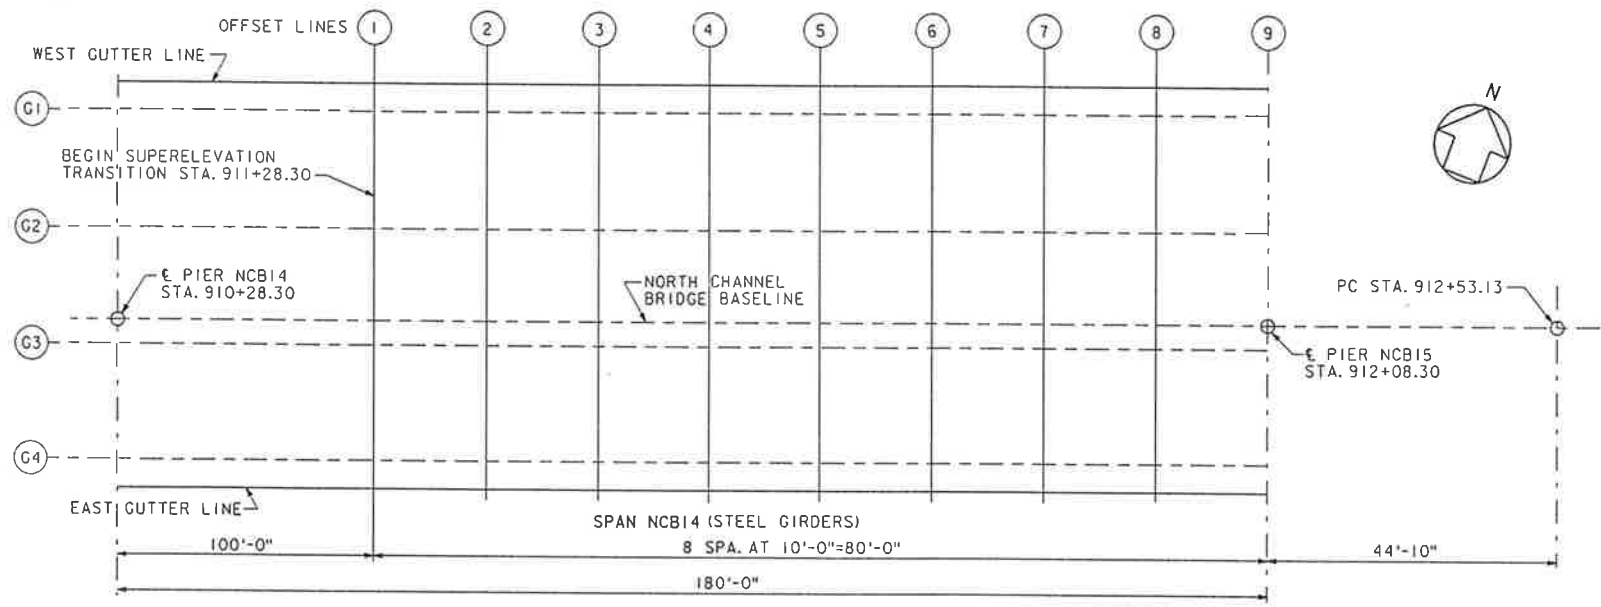 OFFSET LINES
1 2 3 4 5 6 7 8 9
WEST GUTTER LINE
G1
N
BEGIN SUPERELEVATION
TRANSITION STA. 911+28.30
G2
℄ PIER NCB14
STA. 910+28.30
NORTH CHANNEL
BRIDGE BASELINE
PC STA. 912+53.13
G3
℄ PIER NCB15
STA. 912+08.30
G4
EAST GUTTER LINE
SPAN NCB14 (STEEL GIRDERS)
100'-0"
8 SPA. AT 10'-0"=80'-0"
44'-10"
180'-0"